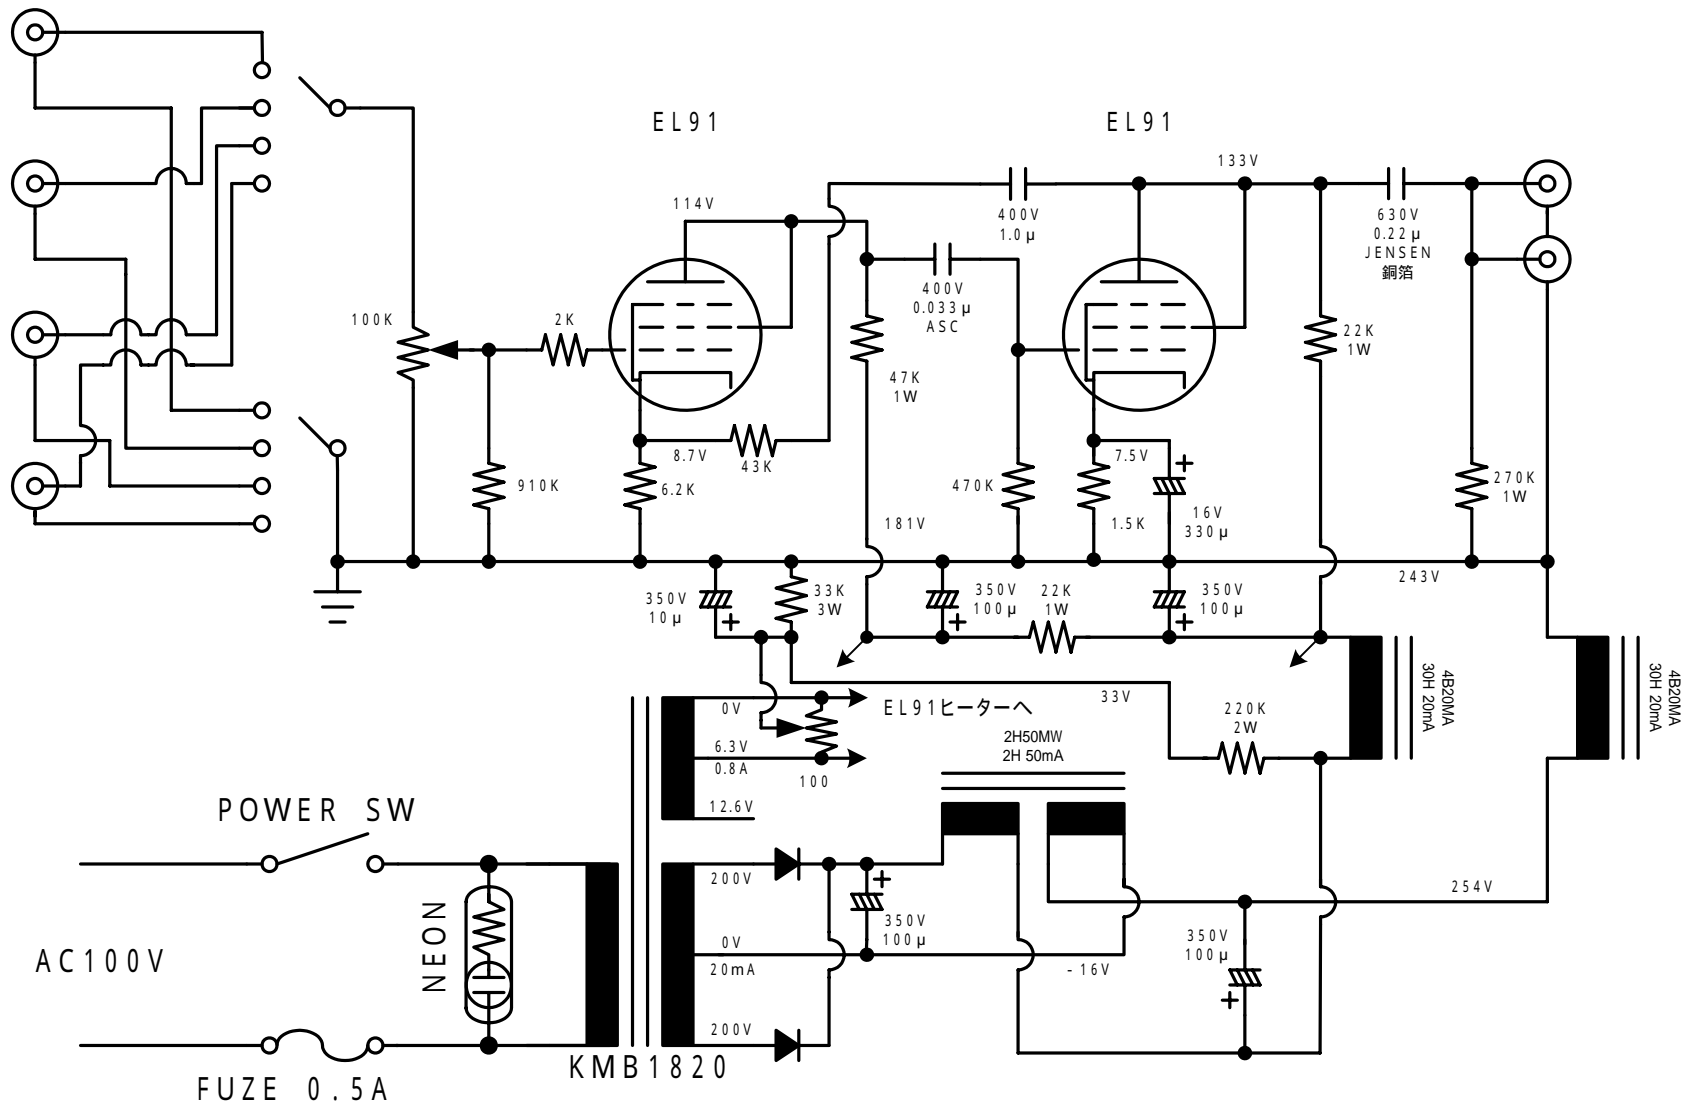 EL91
EL91
133V
114V
400V
1.0μ
630V
0.22μ
JENSEN
銅箔
400V
0.033μ
ASC
100K
2K
22K
1W
47K
1W
8.7V
43K
7.5V
910K
6.2K
470K
270K
1W
181V
1.5K
16V
330μ
243V
350V
10μ
33K
3W
350V
100μ
22K
1W
350V
100μ
4B20MA
30H 20mA
4B20MA
30H 20mA
0V
EL91ヒーターへ
33V
220K
2W
6.3V
0.8A
100
2H50MW
2H 50mA
12.6V
POWER SW
200V
254V
NEON
350V
100μ
350V
100μ
AC100V
0V
20mA
-16V
200V
KMB1820
FUZE 0.5A